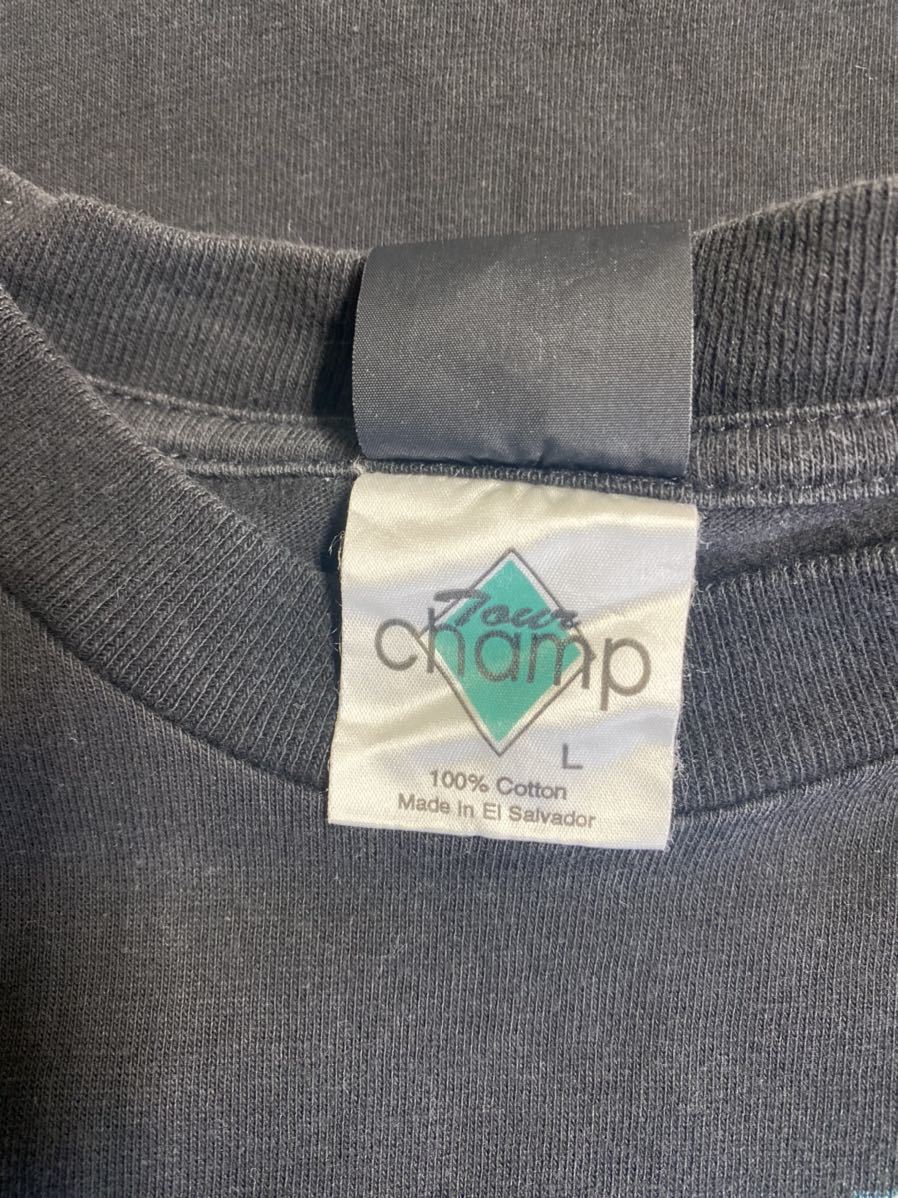 Tour
champ
L
100% Cotton
Made in El Salvador